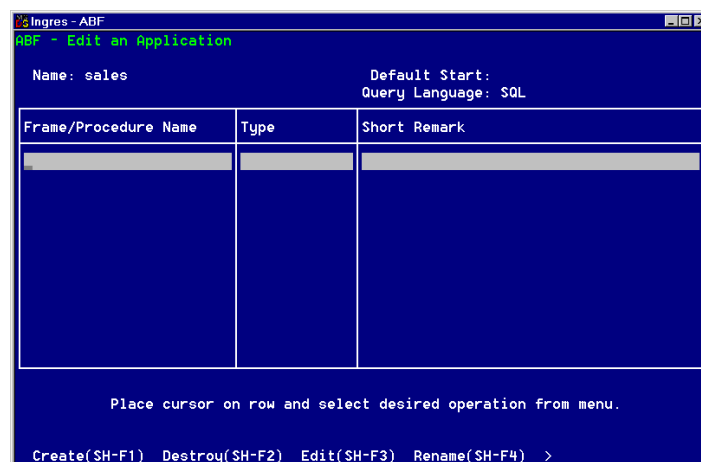 Ingres - ABF
ABF - Edit an Application
Name: sales Default Start:
Query Language: SQL
Frame/Procedure Name Type Short Remark
Place cursor on row and select desired operation from menu.
Create(SH-F1) Destroy(SH-F2) Edit(SH-F3) Rename(SH-F4) >